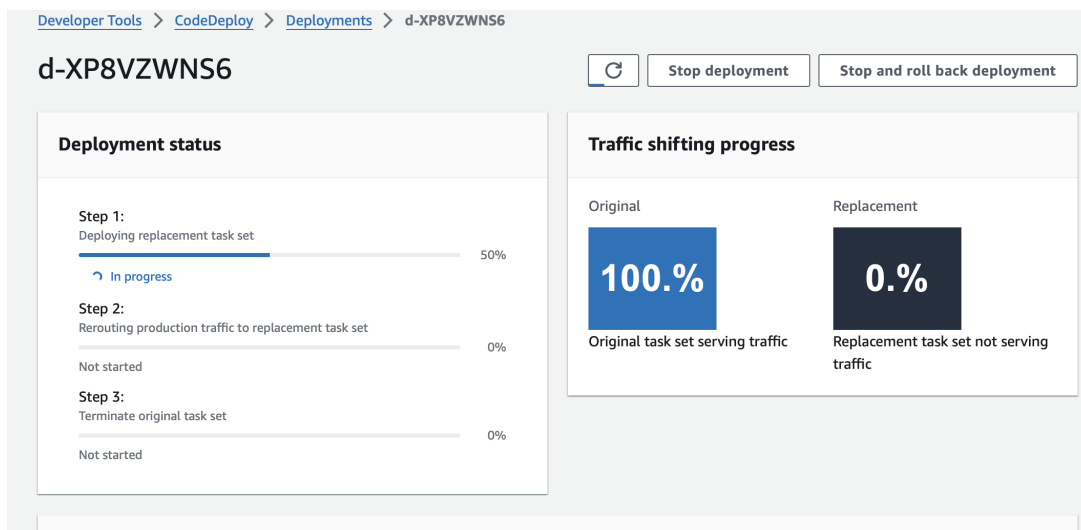 Developer Tools > CodeDeploy > Deployments > d-XP8VZWNS6
d-XP8VZWNS6
Stop deployment
Stop and roll back deployment
Deployment status
Step 1:
Deploying replacement task set
50%
In progress
Step 2:
Rerouting production traffic to replacement task set
0%
Not started
Step 3:
Terminate original task set
0%
Not started
Traffic shifting progress
Original
100.%
Original task set serving traffic
Replacement
0.%
Replacement task set not serving
traffic